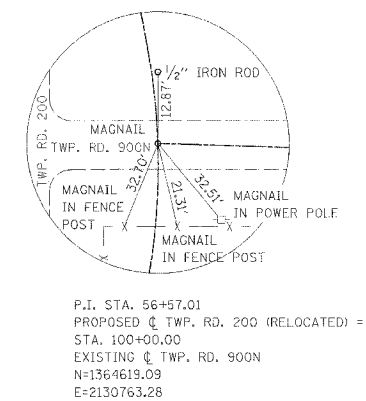 1/2" IRON ROD
12.87'
TWP. RD. 200
MAGNAIL
TWP. RD. 900N
32.70'
21.31'
32.51'
MAGNAIL
IN FENCE
POST
MAGNAIL
IN POWER POLE
MAGNAIL
IN FENCE POST
P.I. STA. 56+57.01
PROPOSED ℄ TWP. RD. 200 (RELOCATED) =
STA. 100+00.00
EXISTING ℄ TWP. RD. 900N
N=1364619.09
E=2130763.28